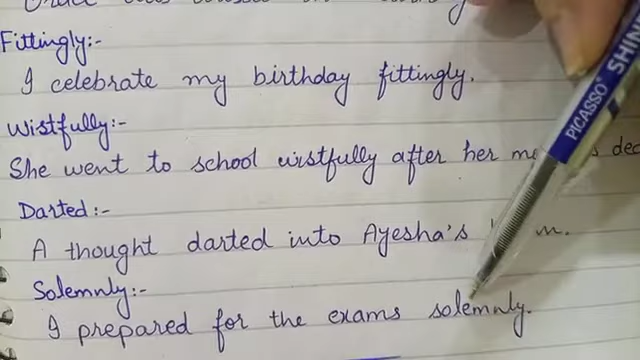 Fittingly:-
I celebrate my birthday fittingly.
Wistfully:-
She went to school wistfully after her
Darted:-
A thought darted into Ayesha's
Solemnly:-
I prepared for the exams solemnly.
PICASSO SHIN